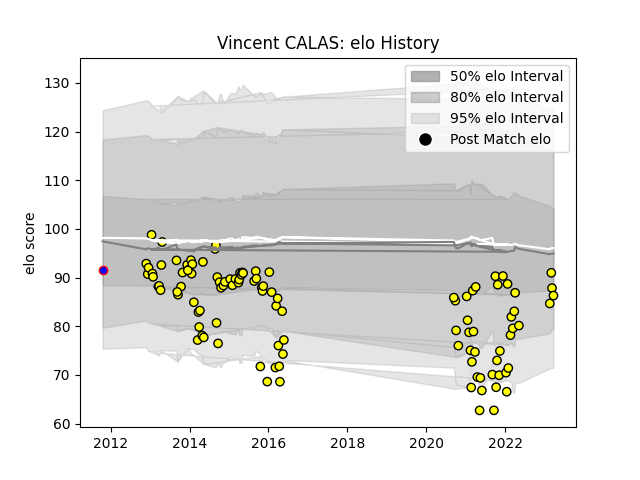 Vincent CALAS: elo History
50% elo Interval
80% elo Interval
95% elo Interval
Post Match elo
elo score
130
120
110
100
90
80
70
60
2012
2014
2016
2018
2020
2022